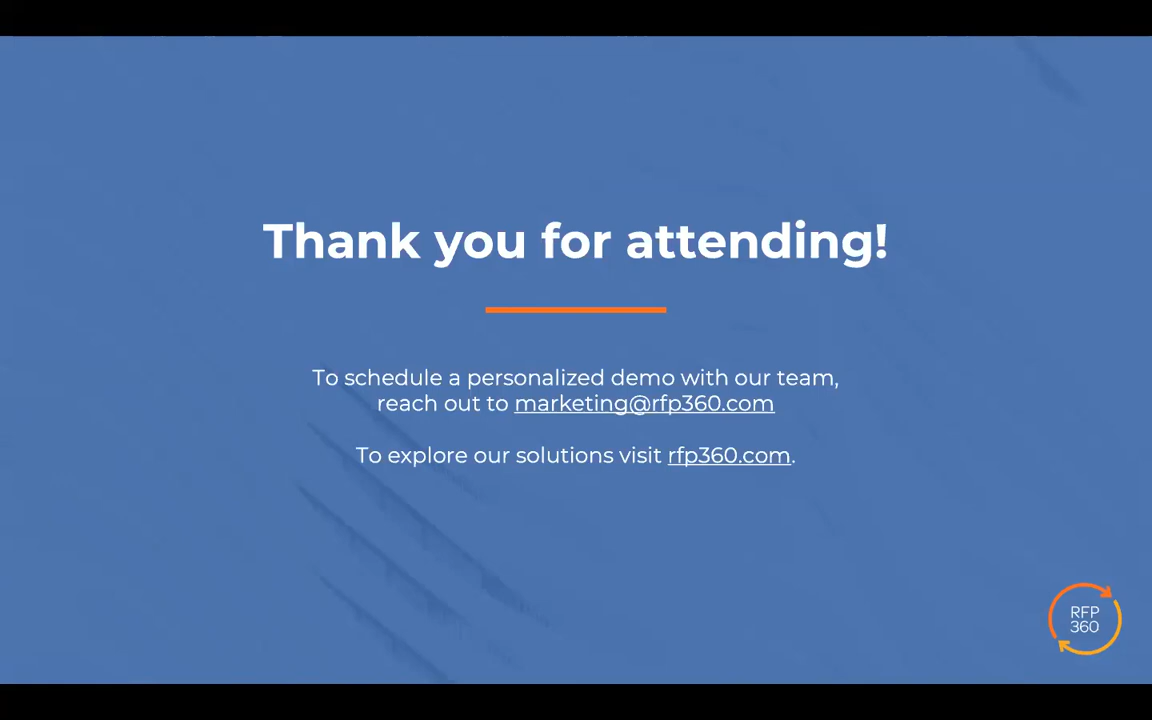 Thank you for attending!
To schedule a personalized demo with our team,
reach out to marketing@rfp360.com
To explore our solutions visit rfp360.com.
RFP
360